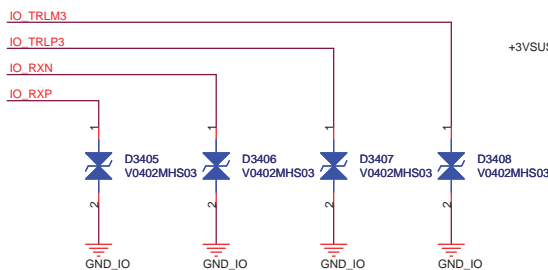 IO_TRLM3
IO_TRLP3
+3VSUS
IO_RXN
IO_RXP
1 1 1 1
D3405 D3406 D3407 D3408
V0402MHS03 V0402MHS03 V0402MHS03 V0402MHS03
2 2 2 2
GND_IO GND_IO GND_IO GND_IO